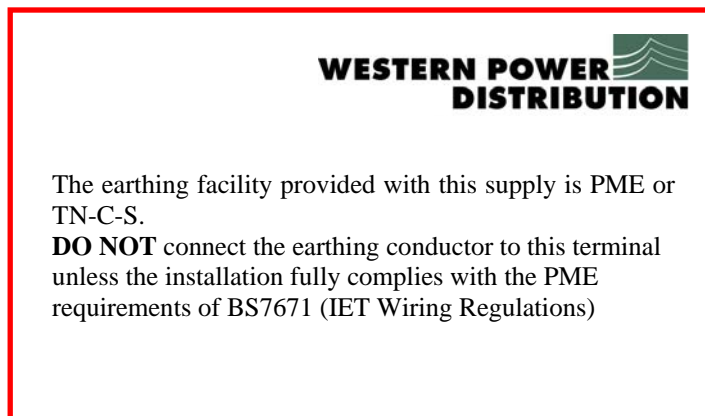 WESTERN POWER
DISTRIBUTION
The earthing facility provided with this supply is PME or
TN-C-S.
DO NOT connect the earthing conductor to this terminal
unless the installation fully complies with the PME
requirements of BS7671 (IET Wiring Regulations)